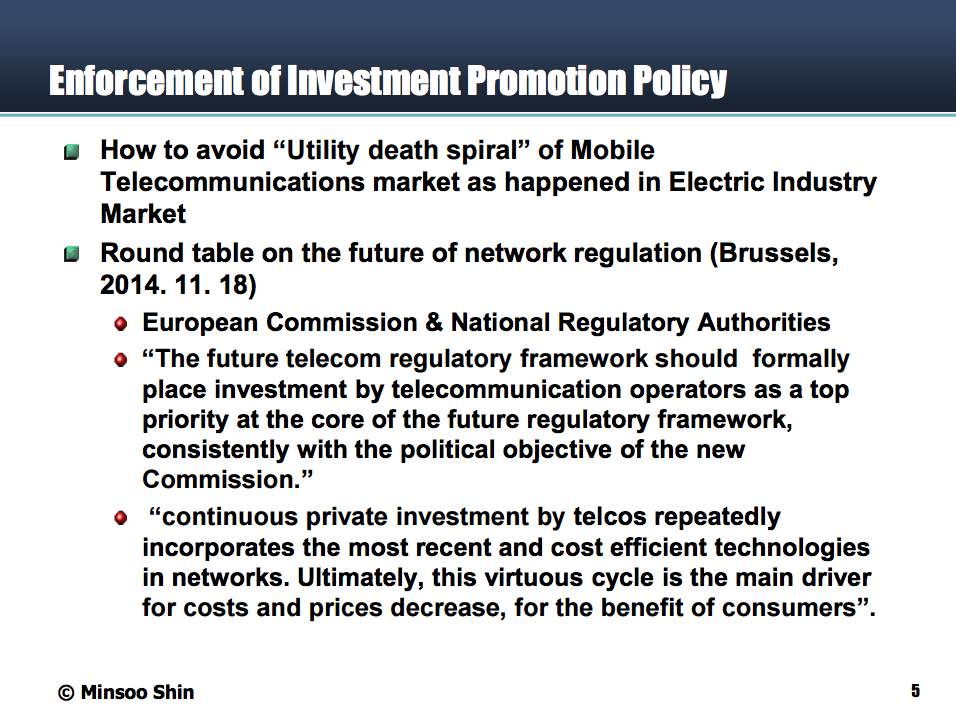 Enforcement of Investment Promotion Policy
How to avoid “Utility death spiral” of Mobile
Telecommunications market as happened in Electric Industry
Market
Round table on the future of network regulation (Brussels,
2014. 11. 18)
European Commission & National Regulatory Authorities
“The future telecom regulatory framework should  formally
place investment by telecommunication operators as a top
priority at the core of the future regulatory framework,
consistently with the political objective of the new
Commission.”
“continuous private investment by telcos repeatedly
incorporates the most recent and cost efficient technologies
in networks. Ultimately, this virtuous cycle is the main driver
for costs and prices decrease, for the benefit of consumers”.
© Minsoo Shin
5